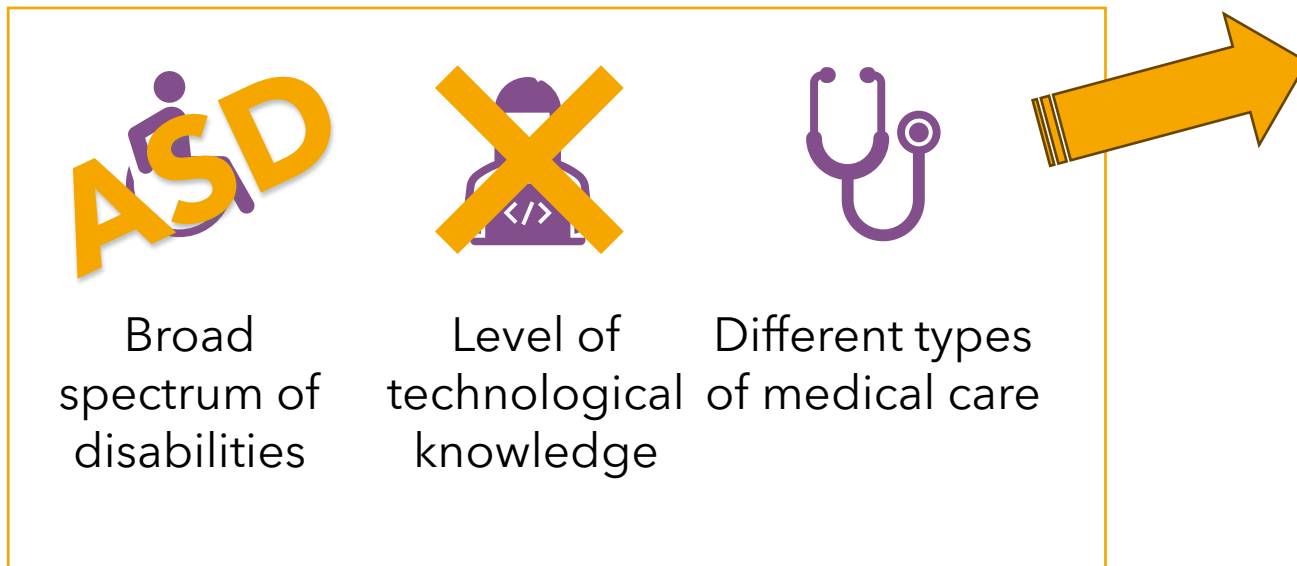 ASD
</>
Broad
spectrum of
disabilities
Level of
technological
knowledge
Different types
of medical care